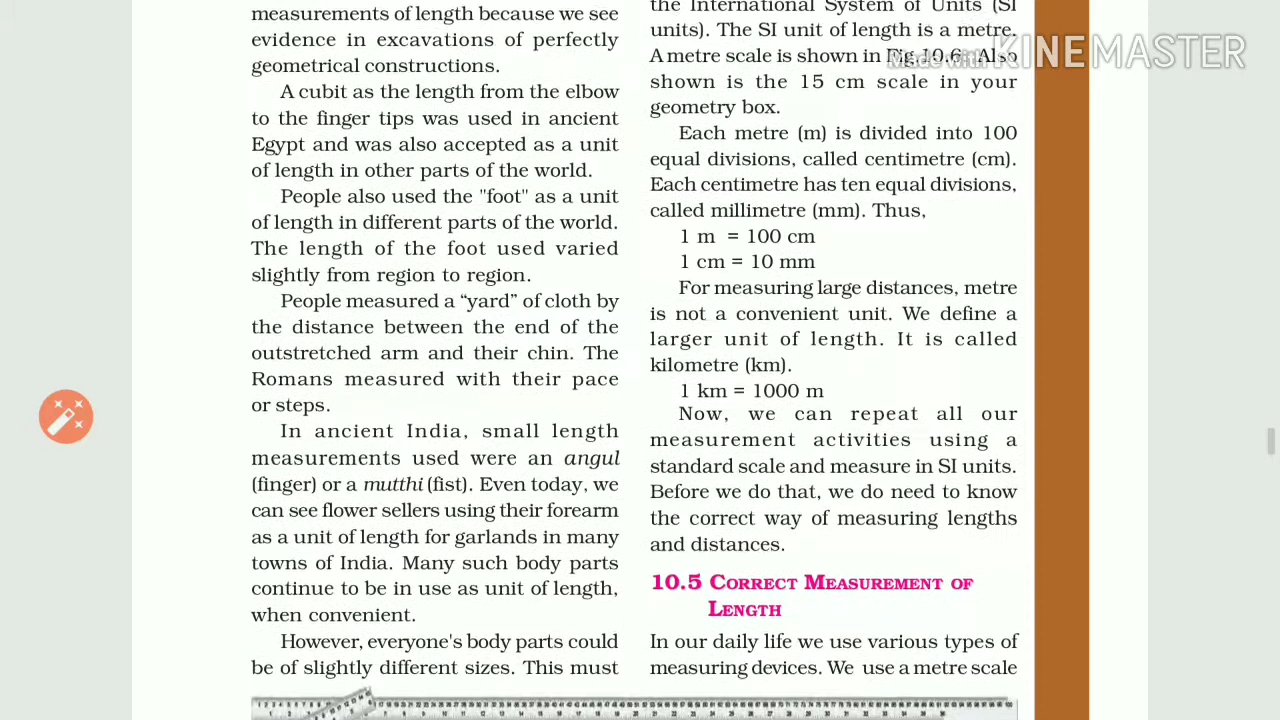 measurements of length because we see
evidence in excavations of perfectly
geometrical constructions.
A cubit as the length from the elbow
to the finger tips was used in ancient
Egypt and was also accepted as a unit
of length in other parts of the world.
People also used the "foot" as a unit
of length in different parts of the world.
The length of the foot used varied
slightly from region to region.
People measured a “yard” of cloth by
the distance between the end of the
outstretched arm and their chin. The
Romans measured with their pace
or steps.
In ancient India, small length
measurements used were an angul
(finger) or a mutthi (fist). Even today, we
can see flower sellers using their forearm
as a unit of length for garlands in many
towns of India. Many such body parts
continue to be in use as unit of length,
when convenient.
However, everyone's body parts could
be of slightly different sizes. This must
the International System of Units (SI
units). The SI unit of length is a metre.
A metre scale is shown in Fig.10.6. Also
shown is the 15 cm scale in your
geometry box.
Each metre (m) is divided into 100
equal divisions, called centimetre (cm).
Each centimetre has ten equal divisions,
called millimetre (mm). Thus,
1 m = 100 cm
1 cm = 10 mm
For measuring large distances, metre
is not a convenient unit. We define a
larger unit of length. It is called
kilometre (km).
1 km = 1000 m
Now, we can repeat all our
measurement activities using a
standard scale and measure in SI units.
Before we do that, we do need to know
the correct way of measuring lengths
and distances.
10.5 Correct Measurement of
Length
In our daily life we use various types of
measuring devices. We use a metre scale
Made with KINEMASTER